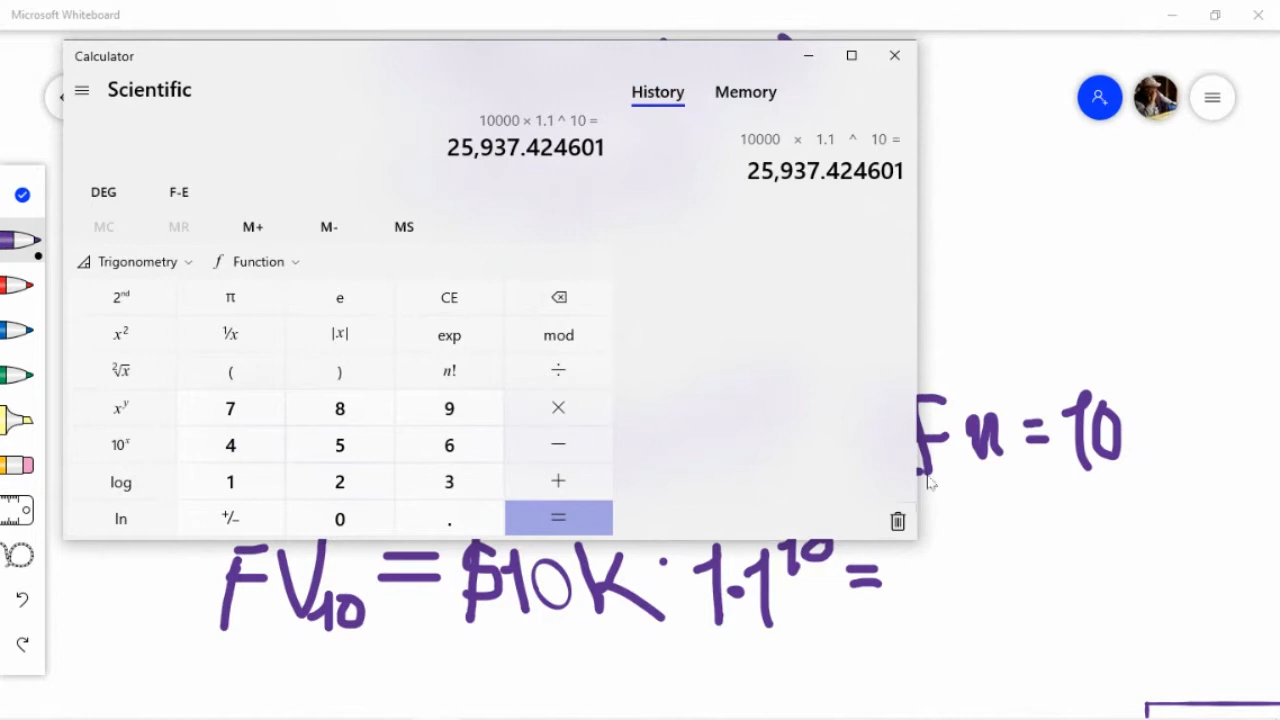 Microsoft Whiteboard
Calculator
Scientific
History
Memory
10000 × 1.1 ^ 10 =
25,937.424601
10000 × 1.1 ^ 10 =
25,937.424601
DEG
F-E
MC MR M+ M- MS
Trigonometry
f Function
2ⁿᵈ π e CE
x² ⅟x |x| exp mod
²√x ( ) n! ÷
xʸ 7 8 9 ×
10ˣ 4 5 6 −
log 1 2 3 +
ln +/− 0 . =
F n = 10
FV₁₀ = $10K · 1.1¹⁰ =